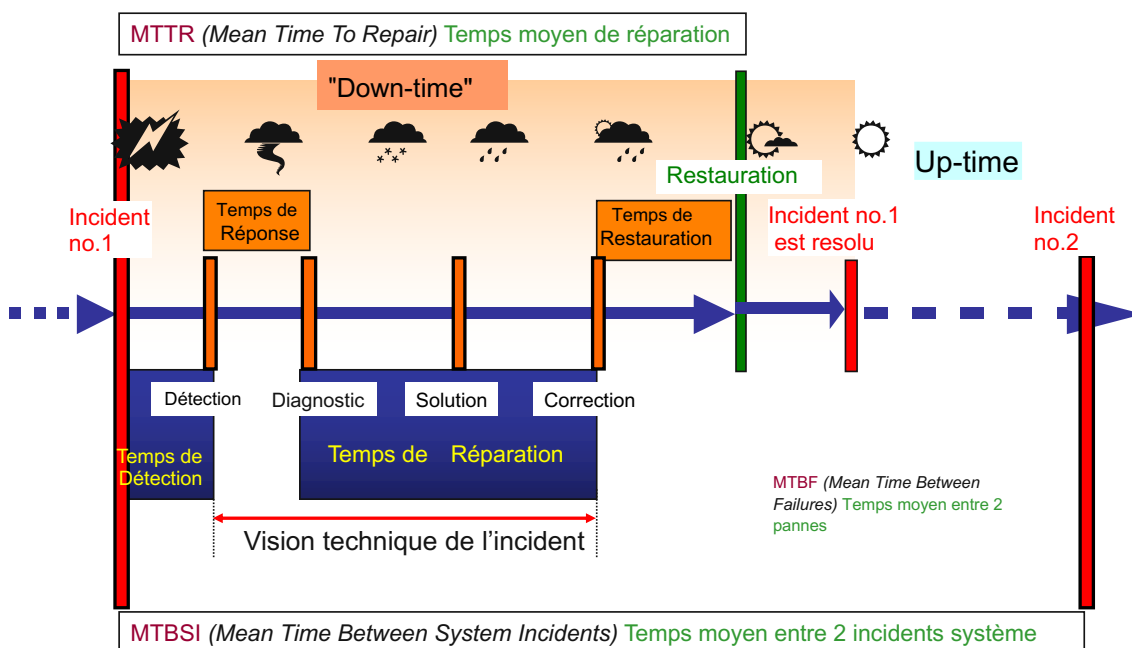 MTTR (Mean Time To Repair) Temps moyen de réparation
"Down-time"
Up-time
Restauration
Incident
no.1
Temps de
Réponse
Temps de
Restauration
Incident no.1
est resolu
Incident
no.2
Détection
Diagnostic
Solution
Correction
Temps de
Détection
Temps de Réparation
MTBF (Mean Time Between
Failures) Temps moyen entre 2
pannes
Vision technique de l’incident
MTBSI (Mean Time Between System Incidents) Temps moyen entre 2 incidents système